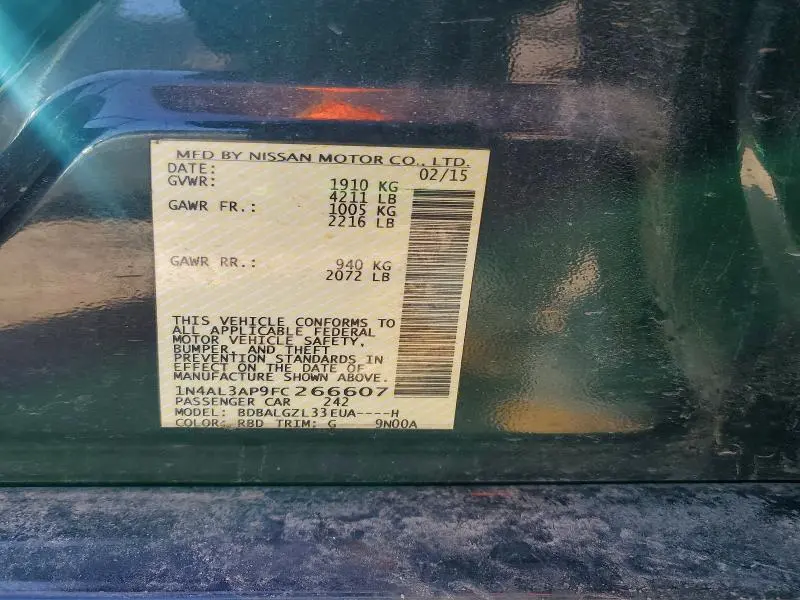 MFD BY NISSAN MOTOR CO., LTD.
DATE: 02/15
GVWR: 1910 KG
4211 LB
GAWR FR.: 1005 KG
2216 LB
GAWR RR.: 940 KG
2072 LB
THIS VEHICLE CONFORMS TO
ALL APPLICABLE FEDERAL
MOTOR VEHICLE SAFETY,
BUMPER, AND THEFT
PREVENTION STANDARDS IN
EFFECT ON THE DATE OF
MANUFACTURE SHOWN ABOVE.
1N4AL3AP9FC266607
PASSENGER CAR 242
MODEL: BDBALGZL33EUA----H
COLOR: RBD TRIM: G 9N00A